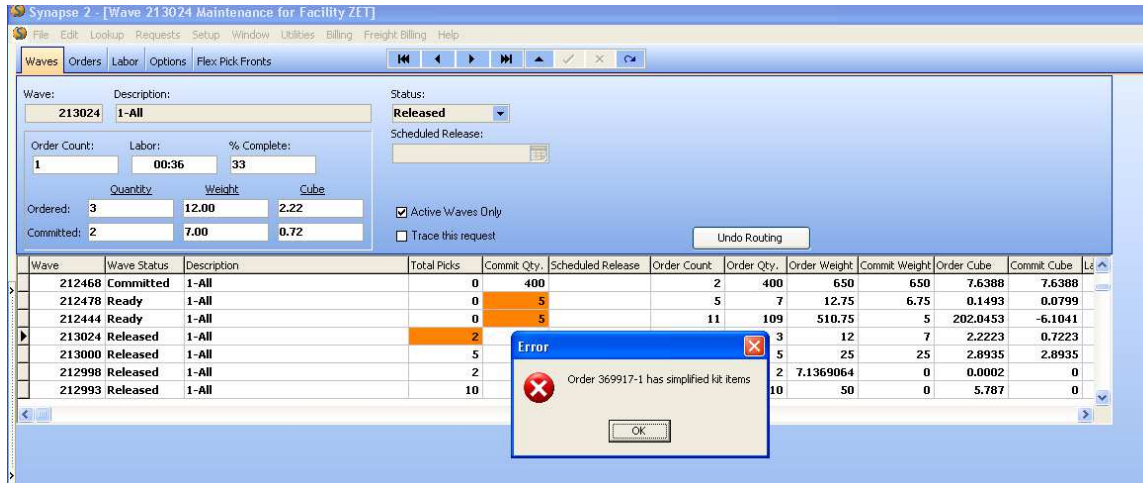 Synapse 2 - [Wave 213024 Maintenance for Facility ZET]
File Edit Lookup Requests Setup Window Utilities Billing Freight Billing Help
Waves Orders Labor Options Flex Pick Fronts
Wave: Description: Status:
213024 1-All Released
Scheduled Release:
Order Count: Labor: % Complete:
1 00:36 33
Quantity Weight Cube
Ordered: 3 12.00 2.22
Active Waves Only
Committed: 2 7.00 0.72
Trace this request Undo Routing
Wave Wave Status Description Total Picks Commit Qty. Scheduled Release Order Count Order Qty. Order Weight Commit Weight Order Cube Commit Cube
212468 Committed 1-All 0 400 2 400 650 650 7.6388 7.6388
212478 Ready 1-All 0 5 5 7 12.75 6.75 0.1493 0.0799
212444 Ready 1-All 0 5 11 109 510.75 5 202.0453 -6.1041
213024 Released 1-All 2 3 12 7 2.2223 0.7223
213000 Released 1-All 5 5 25 25 2.8935 2.8935
212998 Released 1-All 2 2 7.1369064 0 0.0002 0
212993 Released 1-All 10 10 50 0 5.787 0
Error
Order 369917-1 has simplified kit items
OK